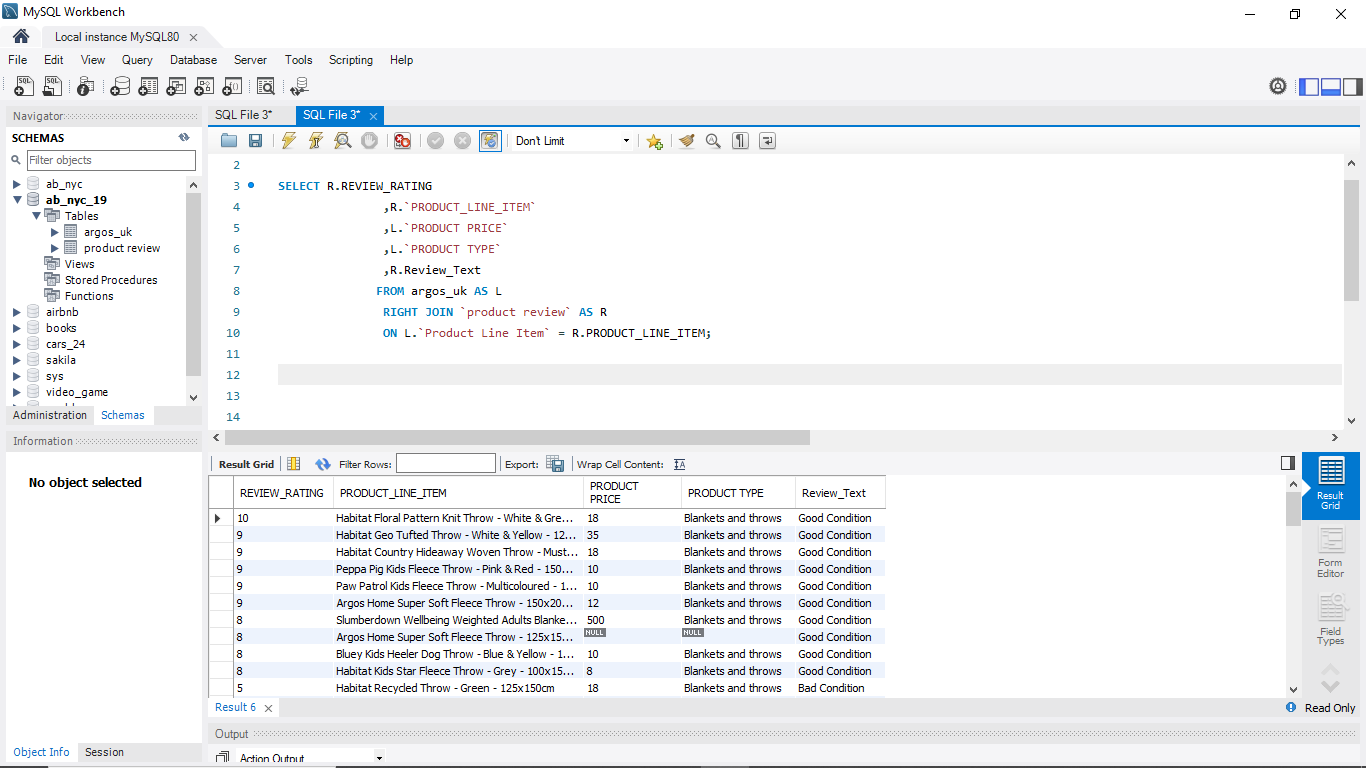 MySQL Workbench
Local instance MySQL80
File Edit View Query Database Server Tools Scripting Help
Navigator
SCHEMAS
Filter objects
ab_nyc
ab_nyc_19
Tables
argos_uk
product review
Views
Stored Procedures
Functions
airbnb
books
cars_24
sakila
sys
video_game
Administration Schemas
Information
No object selected
Object Info Session
SQL File 3* SQL File 3*
Don't Limit
2
3 SELECT R.REVIEW_RATING
4 ,R.`PRODUCT_LINE_ITEM`
5 ,L.`PRODUCT PRICE`
6 ,L.`PRODUCT TYPE`
7 ,R.Review_Text
8 FROM argos_uk AS L
9 RIGHT JOIN `product review` AS R
10 ON L.`Product Line Item` = R.PRODUCT_LINE_ITEM;
11
12
13
14
Result Grid Filter Rows: Export: Wrap Cell Content:
REVIEW_RATING PRODUCT_LINE_ITEM PRODUCT PRICE PRODUCT TYPE Review_Text
10 Habitat Floral Pattern Knit Throw - White & Gre... 18 Blankets and throws Good Condition
9 Habitat Geo Tufted Throw - White & Yellow - 12... 35 Blankets and throws Good Condition
9 Habitat Country Hideaway Woven Throw - Must... 18 Blankets and throws Good Condition
9 Peppa Pig Kids Fleece Throw - Pink & Red - 150... 10 Blankets and throws Good Condition
9 Paw Patrol Kids Fleece Throw - Multicoloured - 1... 10 Blankets and throws Good Condition
9 Argos Home Super Soft Fleece Throw - 150x20... 12 Blankets and throws Good Condition
8 Slumberdown Wellbeing Weighted Adults Blanke... 500 Blankets and throws Good Condition
8 Argos Home Super Soft Fleece Throw - 125x15... NULL NULL Good Condition
8 Bluey Kids Heeler Dog Throw - Blue & Yellow - 1... 10 Blankets and throws Good Condition
8 Habitat Kids Star Fleece Throw - Grey - 100x15... 8 Blankets and throws Good Condition
5 Habitat Recycled Throw - Green - 125x150cm 18 Blankets and throws Bad Condition
Result Grid
Form Editor
Field Types
Result 6
Read Only
Output
Action Output